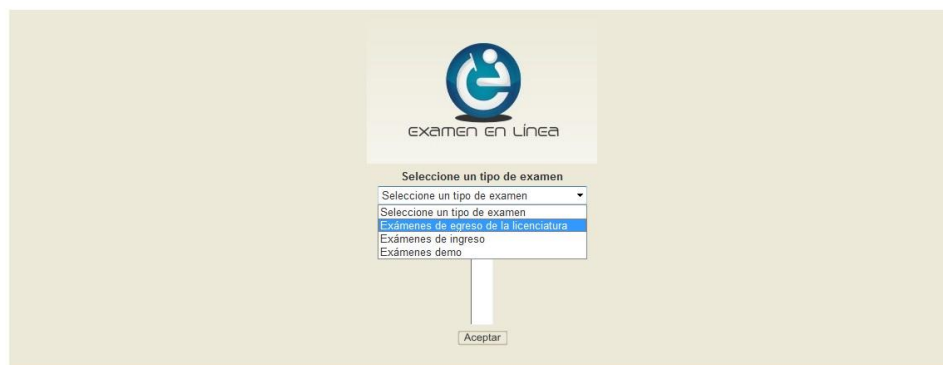 examen en Línea
Seleccione un tipo de examen
Seleccione un tipo de examen
Seleccione un tipo de examen
Exámenes de egreso de la licenciatura
Exámenes de ingreso
Exámenes demo
Aceptar